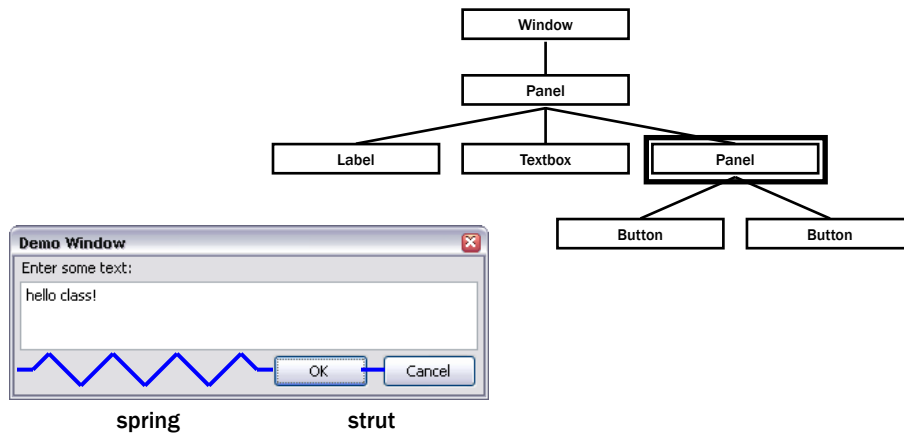 Window
Panel
Label
Textbox
Panel
Button
Button
Demo Window
Enter some text:
hello class!
OK
Cancel
spring
strut